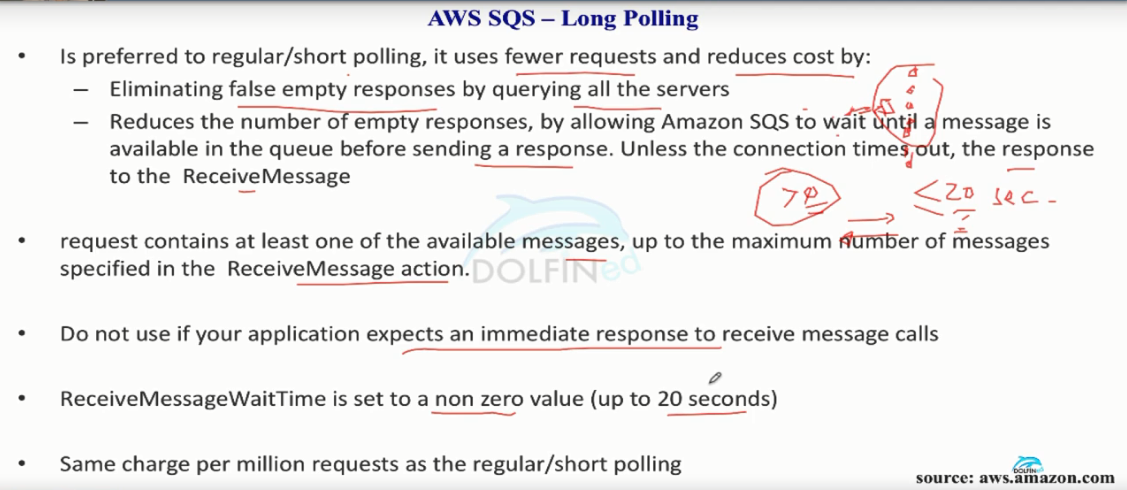 AWS SQS – Long Polling
• Is preferred to regular/short polling, it uses fewer requests and reduces cost by:
– Eliminating false empty responses by querying all the servers
– Reduces the number of empty responses, by allowing Amazon SQS to wait until a message is
available in the queue before sending a response. Unless the connection times out, the response
to the ReceiveMessage
>0 ≤20 sec.
• request contains at least one of the available messages, up to the maximum number of messages
specified in the ReceiveMessage action.
DOLFINed
• Do not use if your application expects an immediate response to receive message calls
• ReceiveMessageWaitTime is set to a non zero value (up to 20 seconds)
• Same charge per million requests as the regular/short polling
DOLFINed
source: aws.amazon.com